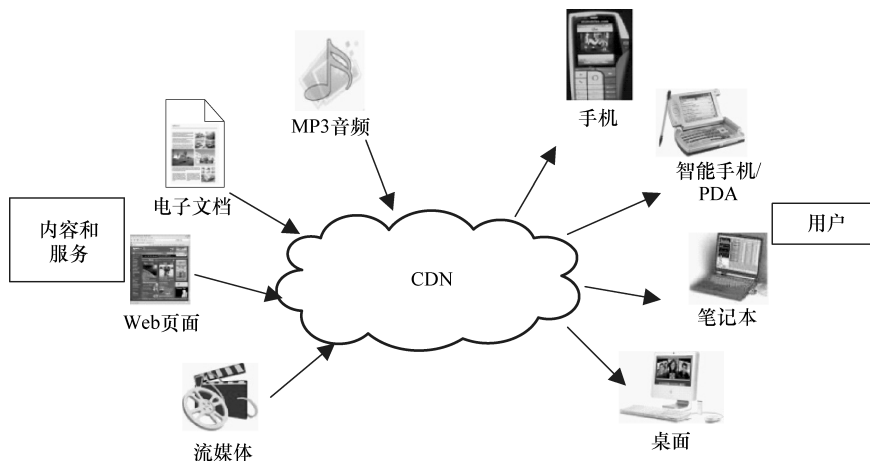 MP3音频
手机
电子文档
智能手机/
PDA
内容和
服务
用户
CDN
Web页面
笔记本
流媒体
桌面